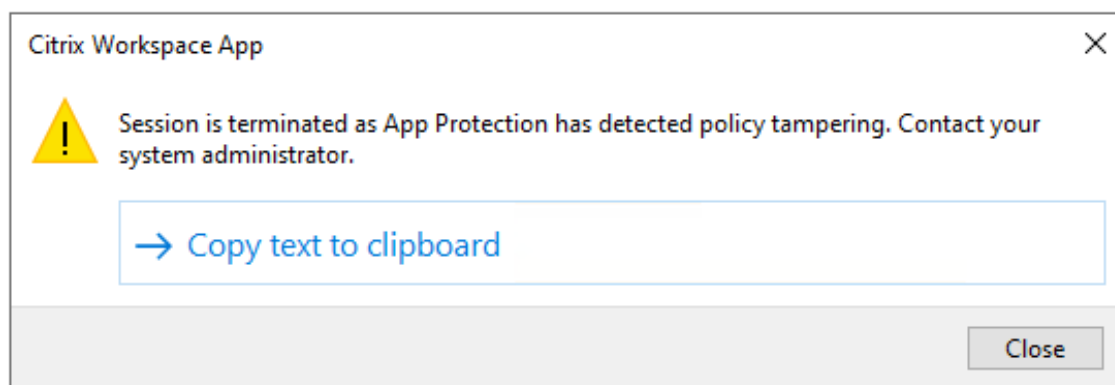 Citrix Workspace App
Session is terminated as App Protection has detected policy tampering. Contact your
system administrator.
Copy text to clipboard
Close